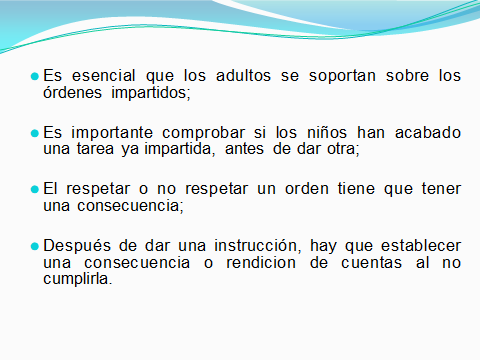 Es esencial que los adultos se soportan sobre los
órdenes impartidos;
Es importante comprobar si los niños han acabado
una tarea ya impartida, antes de dar otra;
El respetar o no respetar un orden tiene que tener
una consecuencia;
Después de dar una instrucción, hay que establecer
una consecuencia o rendicion de cuentas al no
cumplirla.